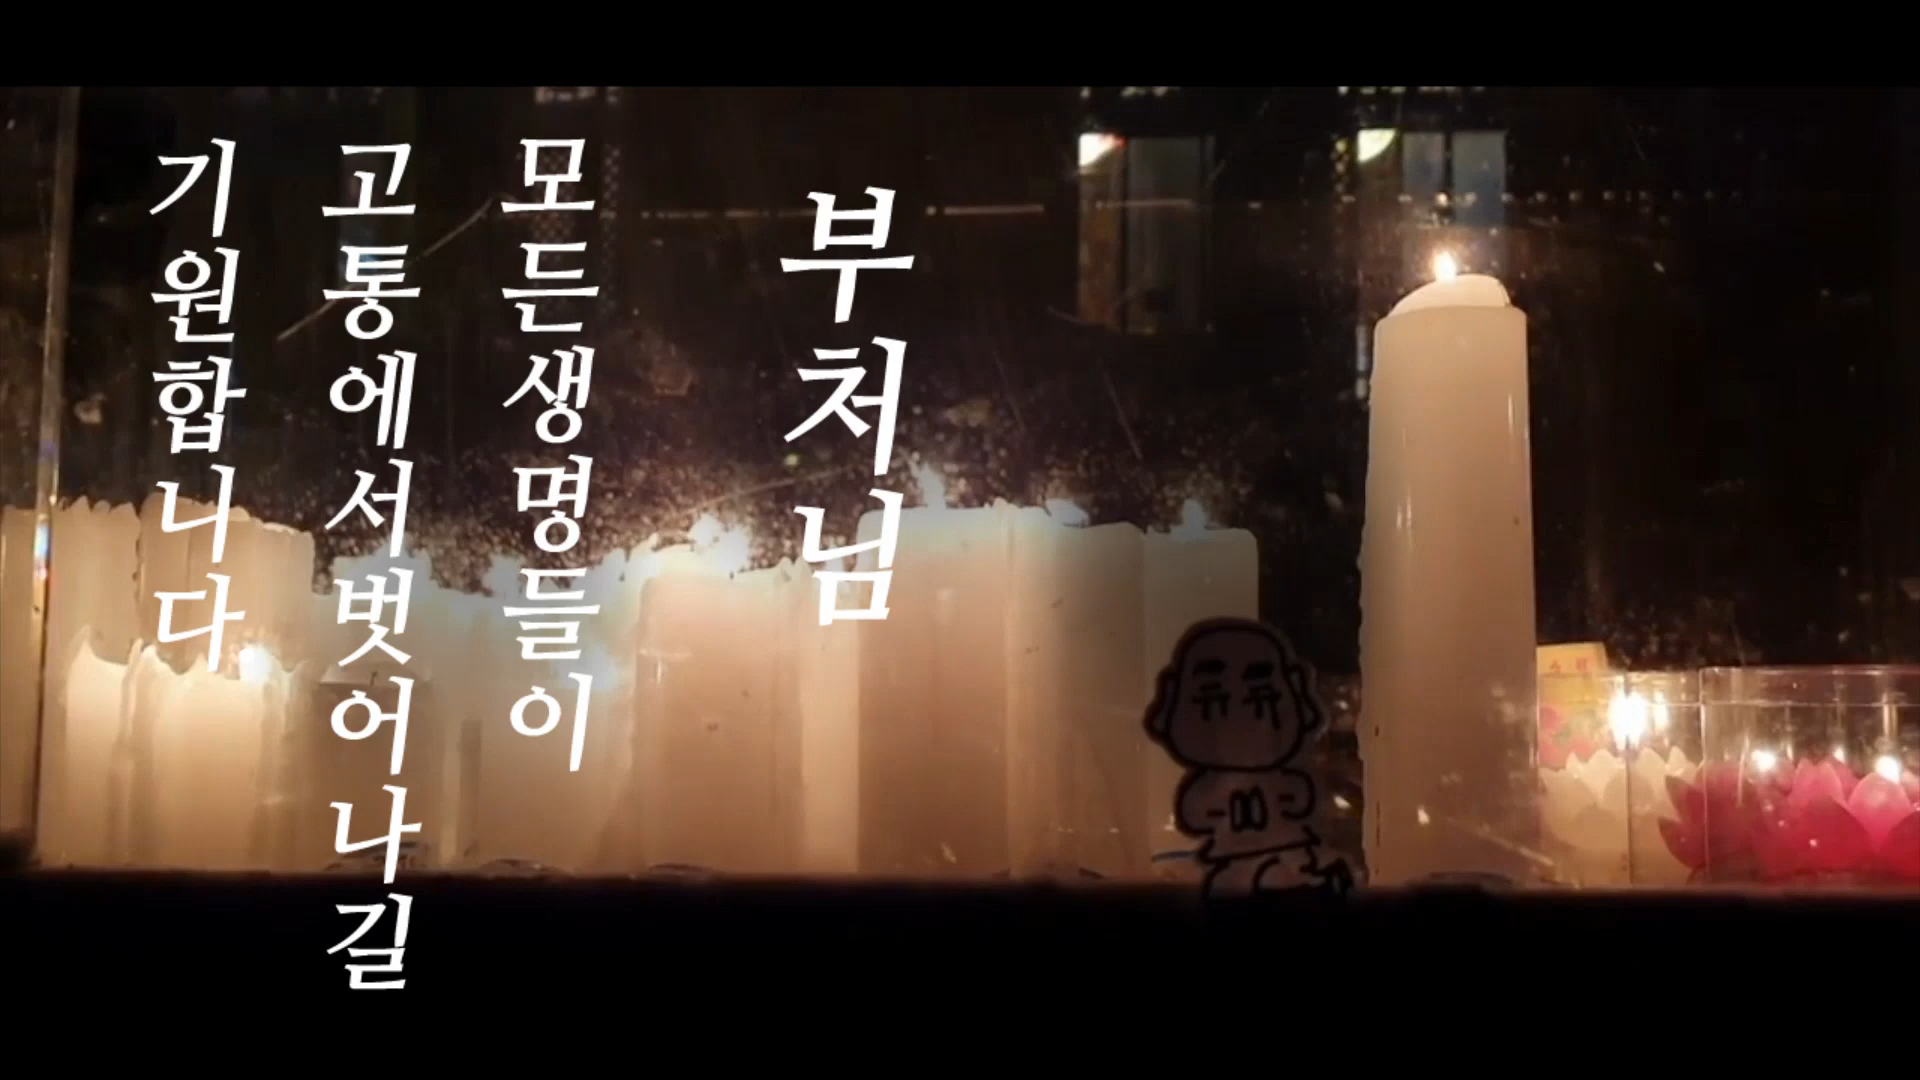 부처님
모든생명들이
고통에서벗어나길
기원합니다